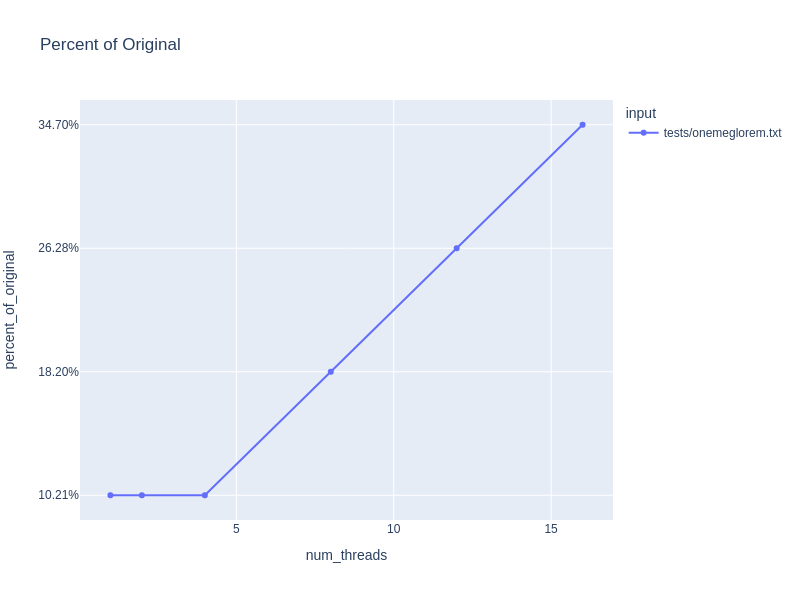 Percent of Original
input
tests/onemeglorem.txt
percent_of_original
34.70%
26.28%
18.20%
10.21%
5
10
15
num_threads